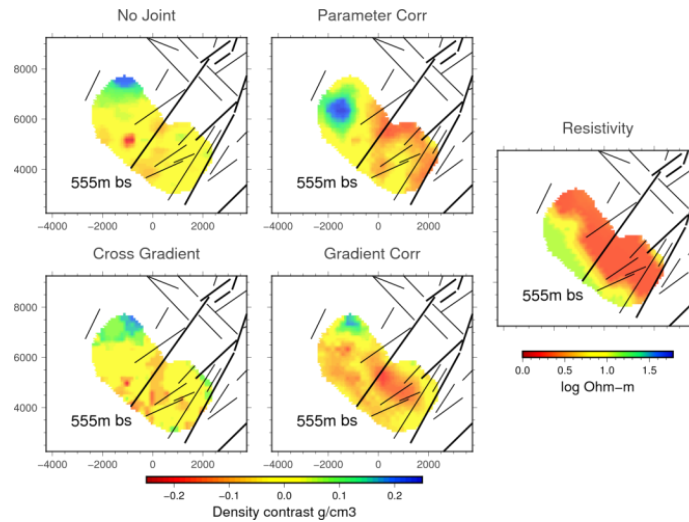 No Joint
Parameter Corr
8000
6000
4000
555m bs
555m bs
−4000 −2000 0 2000
−4000 −2000 0 2000
Resistivity
555m bs
0.0 0.5 1.0 1.5
log Ohm−m
Cross Gradient
Gradient Corr
8000
6000
4000
555m bs
555m bs
−4000 −2000 0 2000
−4000 −2000 0 2000
−0.2 −0.1 0.0 0.1 0.2
Density contrast g/cm3